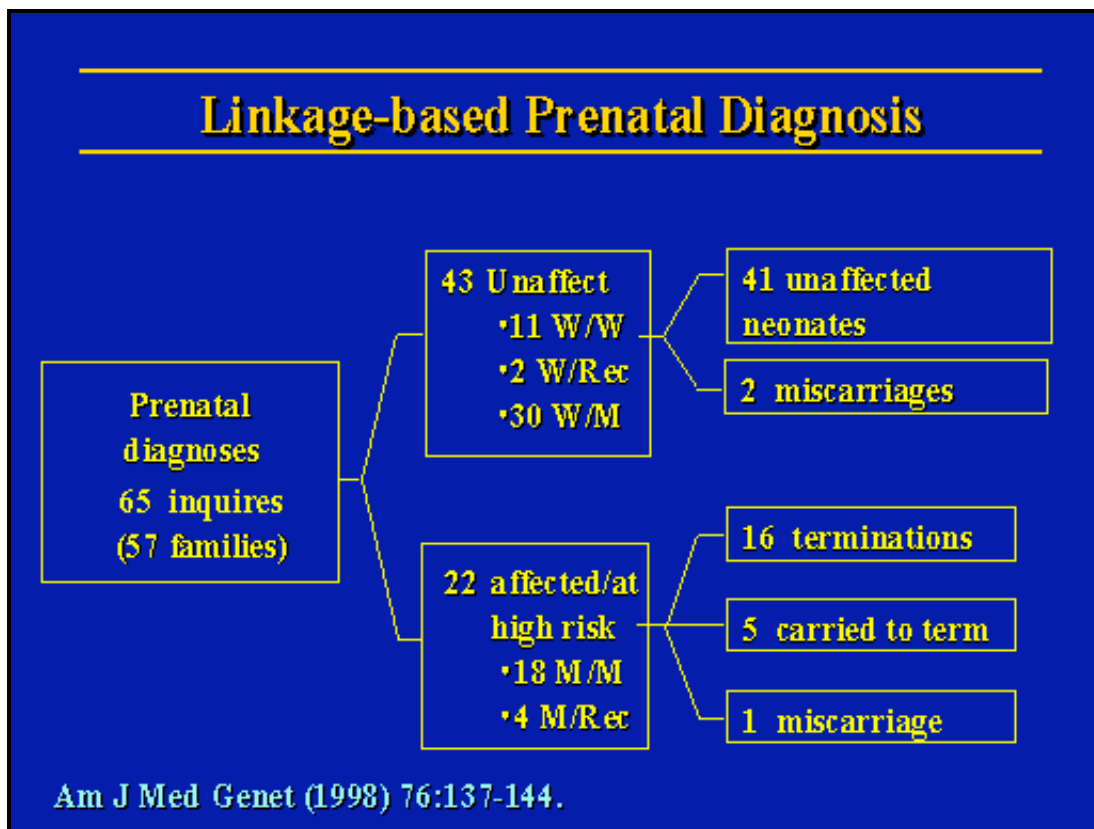 Linkage-based Prenatal Diagnosis
Prenatal
diagnoses
65 inquires
(57 families)
43 Unaffect
•11 W/W
•2 W/Rec
•30 W/M
41 unaffected
neonates
2 miscarriages
22 affected/at
high risk
•18 M/M
•4 M/Rec
16 terminations
5 carried to term
1 miscarriage
Am J Med Genet (1998) 76:137-144.